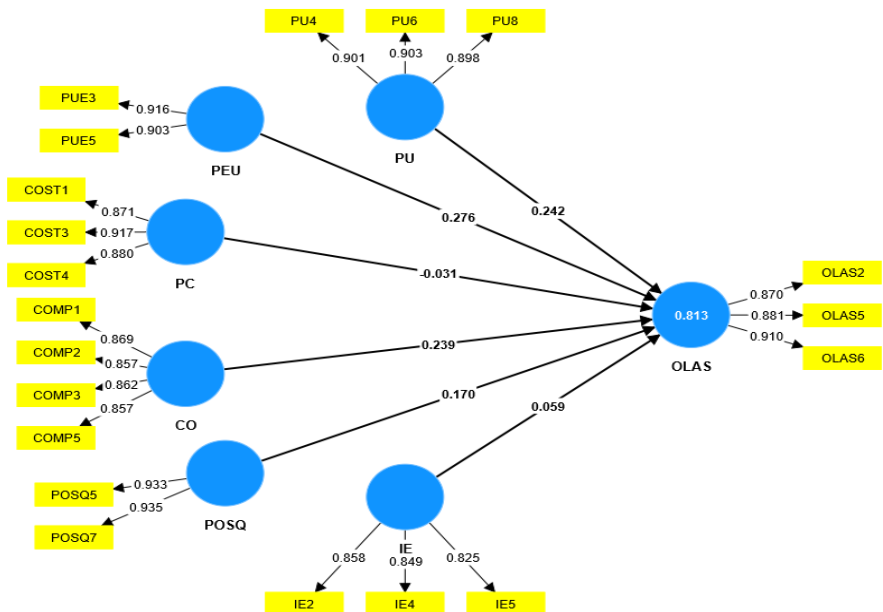 PU4
PU6
PU8
0.901
0.903
0.898
PU
PUE3
PUE5
0.916
0.903
PEU
0.276
0.242
COST1
COST3
COST4
0.871
0.917
0.880
PC
-0.031
COMP1
COMP2
COMP3
COMP5
0.869
0.857
0.862
0.857
CO
0.239
POSQ5
POSQ7
0.933
0.935
POSQ
0.170
0.059
0.813
OLAS
0.870
0.881
0.910
OLAS2
OLAS5
OLAS6
IE
0.858
0.849
0.825
IE2
IE4
IE5